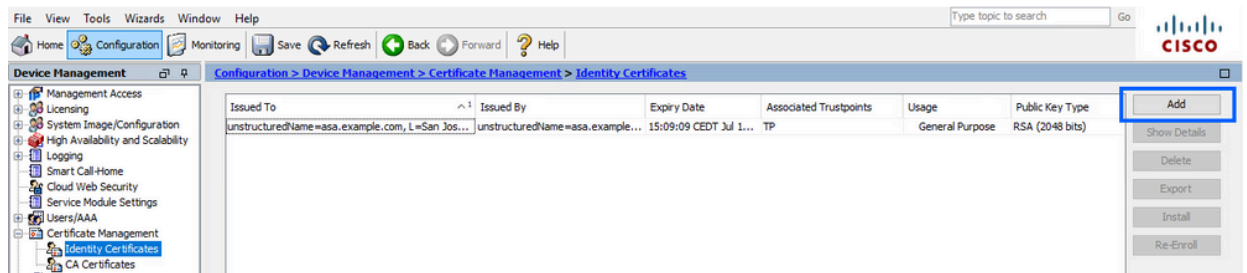 File View Tools Wizards Window Help
Type topic to search Go
Home Configuration Monitoring Save Refresh Back Forward Help
CISCO
Device Management
Configuration > Device Management > Certificate Management > Identity Certificates
Management Access
Licensing
System Image/Configuration
High Availability and Scalability
Logging
Smart Call-Home
Cloud Web Security
Service Module Settings
Users/AAA
Certificate Management
Identity Certificates
CA Certificates
Issued To 1 Issued By Expiry Date Associated Trustpoints Usage Public Key Type
unstructuredName=asa.example.com, L=San Jos... unstructuredName=asa.example... 15:09:09 CEDT Jul 1... TP General Purpose RSA (2048 bits)
Add
Show Details
Delete
Export
Install
Re-Enroll